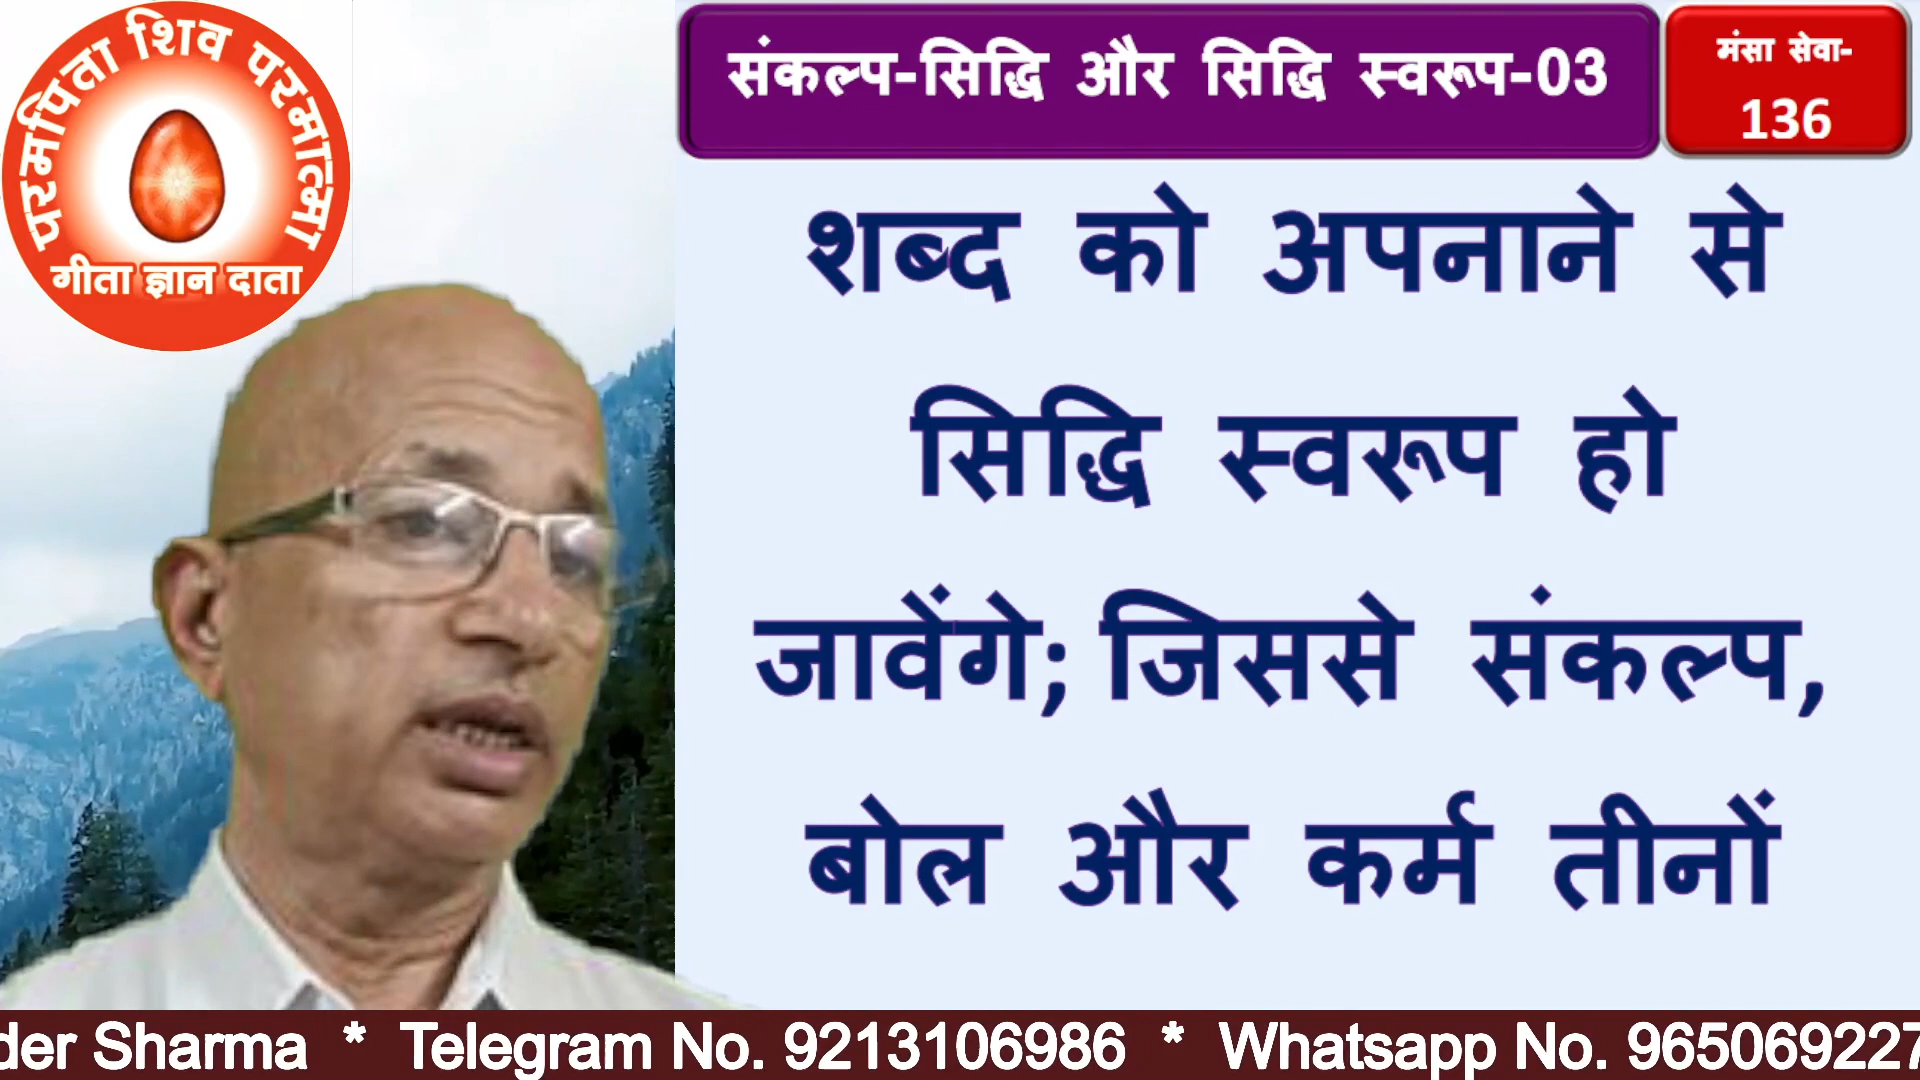 परमपिता शिव परमात्मा
गीता ज्ञान दाता
संकल्प-सिद्धि और सिद्धि स्वरूप-03
मंसा सेवा-
136
शब्द को अपनाने से
सिद्धि स्वरूप हो
जावेंगे; जिससे संकल्प,
बोल और कर्म तीनों
der Sharma * Telegram No. 9213106986 * Whatsapp No. 965069227